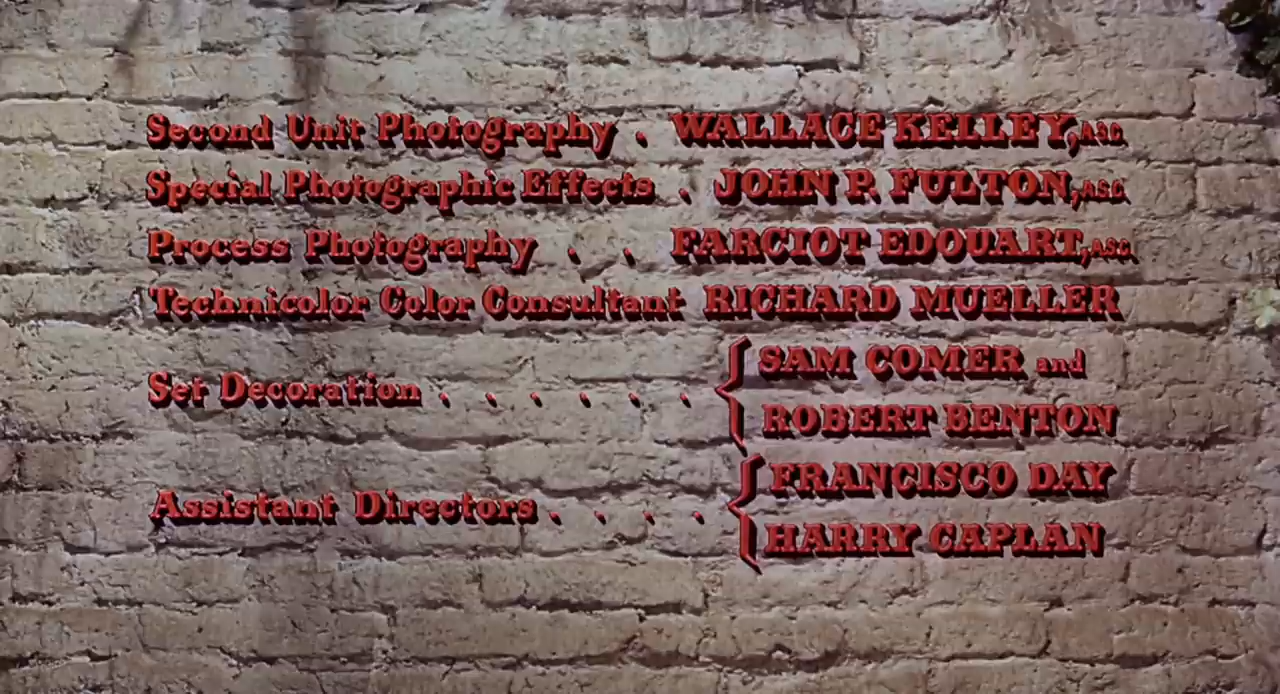 Second Unit Photography . WALLACE KELLEY, A.S.C.
Special Photographic Effects . JOHN P. FULTON, A.S.C.
Process Photography . . FARCIOT EDOUART, A.S.C.
Technicolor Color Consultant RICHARD MUELLER
Set Decoration . . . . . . { SAM COMER and
ROBERT BENTON
Assistant Directors . . . . { FRANCISCO DAY
HARRY CAPLAN